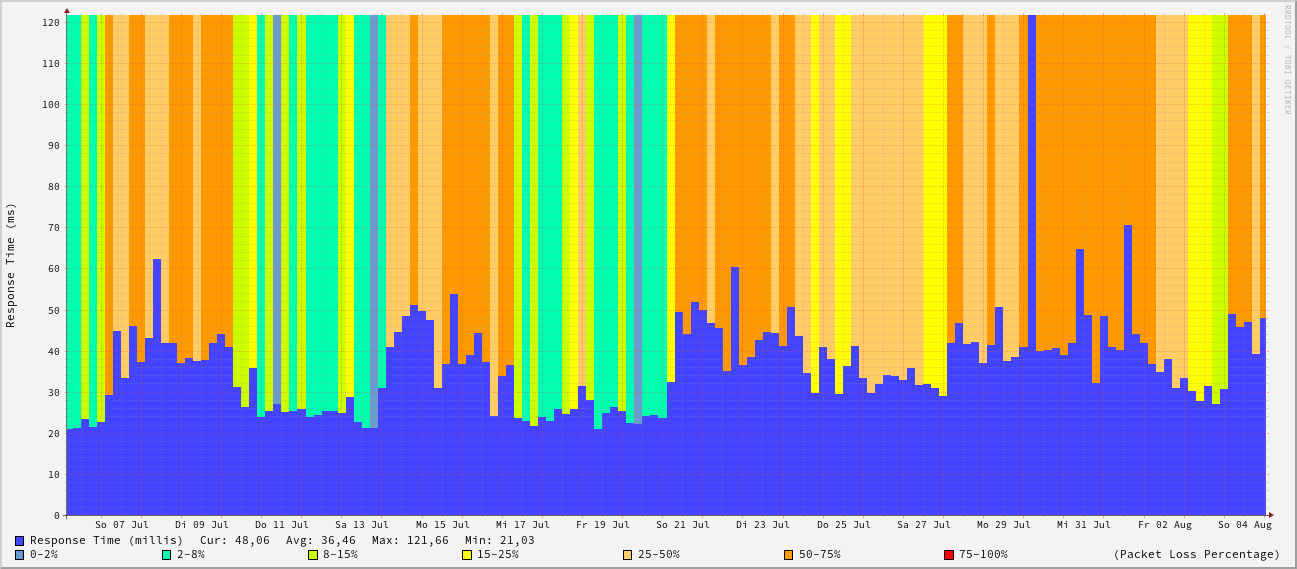 RRDTOOL / TOBI OETIKER
Response Time (ms)
120
110
100
90
80
70
60
50
40
30
20
10
0
So 07 Jul Di 09 Jul Do 11 Jul Sa 13 Jul Mo 15 Jul Mi 17 Jul Fr 19 Jul So 21 Jul Di 23 Jul Do 25 Jul Sa 27 Jul Mo 29 Jul Mi 31 Jul Fr 02 Aug So 04 Aug
Response Time (millis) Cur: 48,06 Avg: 36,46 Max: 121,66 Min: 21,03
0-2% 2-8% 8-15% 15-25% 25-50% 50-75% 75-100% (Packet Loss Percentage)